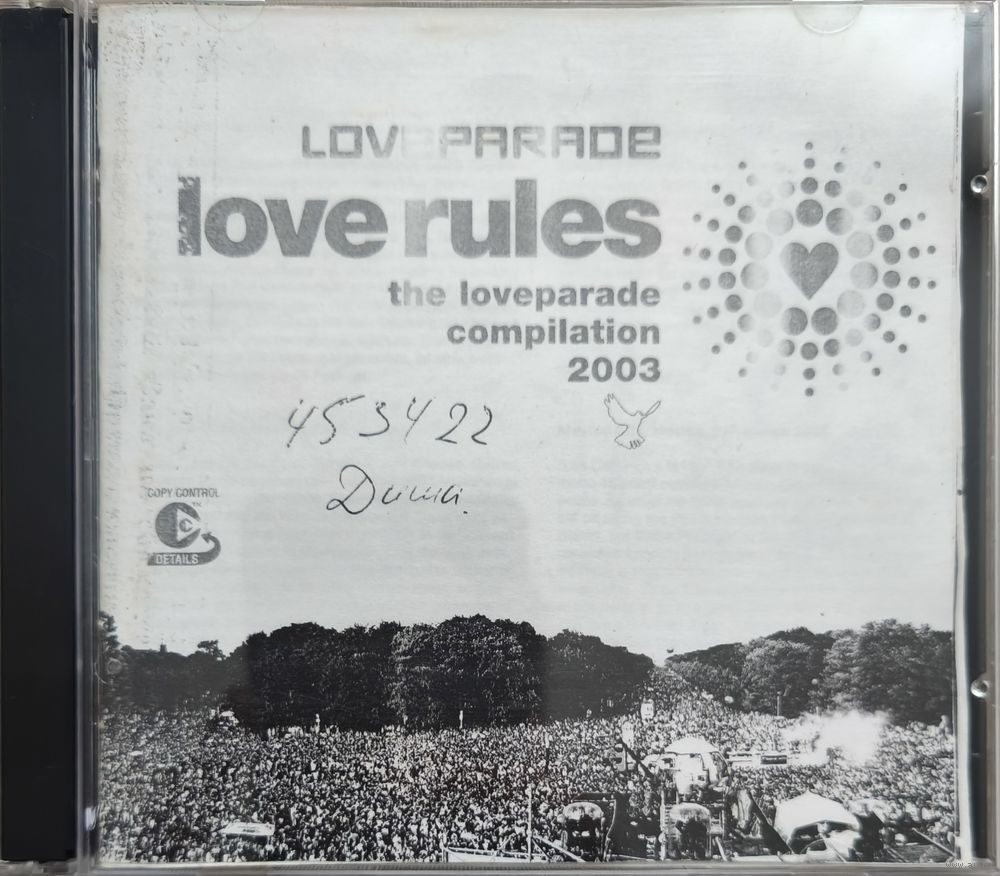 LOVEPARADE
love rules
the loveparade
compilation
2003
453422
Дима.
COPY CONTROL
DETAILS